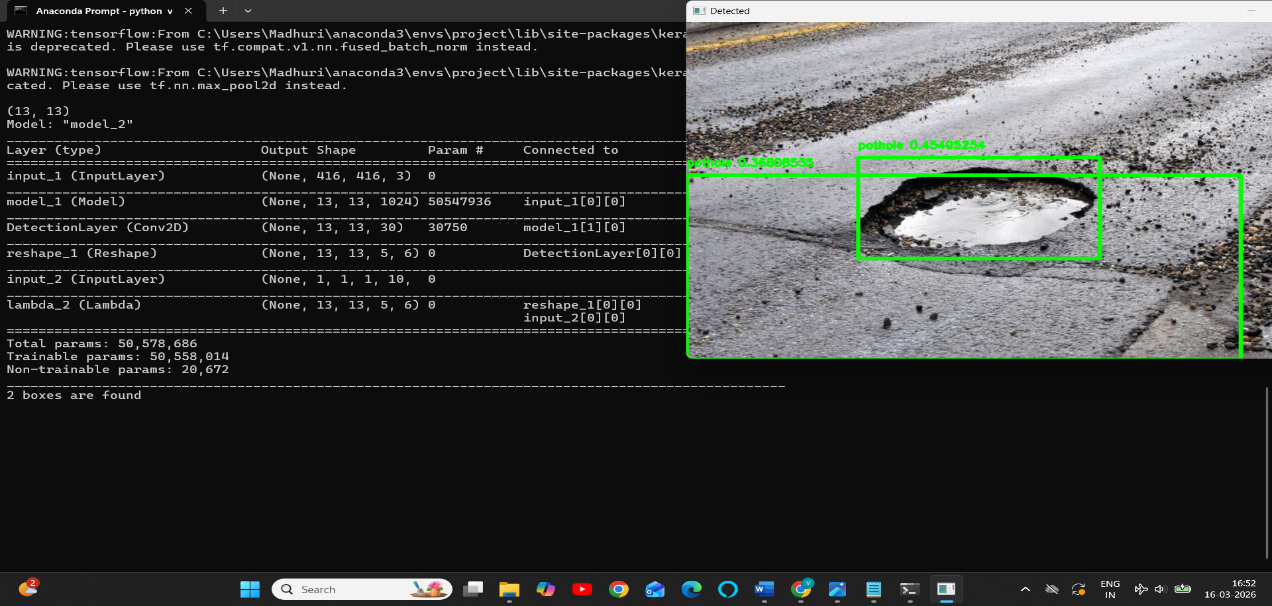 Anaconda Prompt - python v
WARNING:tensorflow:From C:\Users\Madhuri\anaconda3\envs\project\lib\site-packages\kera
is deprecated. Please use tf.compat.v1.nn.fused_batch_norm instead.
WARNING:tensorflow:From C:\Users\Madhuri\anaconda3\envs\project\lib\site-packages\kera
cated. Please use tf.nn.max_pool2d instead.
(13, 13)
Model: "model_2"
Layer (type) Output Shape Param # Connected to
input_1 (InputLayer) (None, 416, 416, 3) 0
model_1 (Model) (None, 13, 13, 1024) 50547936 input_1[0][0]
DetectionLayer (Conv2D) (None, 13, 13, 30) 30750 model_1[1][0]
reshape_1 (Reshape) (None, 13, 13, 5, 6) 0 DetectionLayer[0][0]
input_2 (InputLayer) (None, 1, 1, 1, 10, 0
lambda_2 (Lambda) (None, 13, 13, 5, 6) 0 reshape_1[0][0]
input_2[0][0]
Total params: 50,578,686
Trainable params: 50,558,014
Non-trainable params: 20,672
2 boxes are found
Detected
pothole 0.45495254
pothole 0.36808535
2
Search
ENG
IN
16:52
16-03-2026